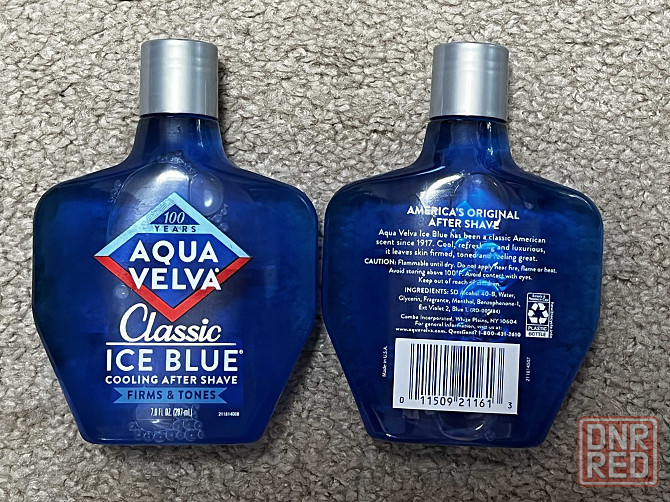 100
YEARS
AQUA
VELVA®
Classic
ICE BLUE®
COOLING AFTER SHAVE
FIRMS & TONES
7.0 FL OZ. (207mL)
211614008
AMERICA'S ORIGINAL
AFTER SHAVE
Aqua Velva Ice Blue has been a classic American
scent since 1917. Cool, refreshing and luxurious,
it leaves skin firmed, toned and feeling great.
CAUTION: Flammable until dry. Do not apply near fire, flame or heat.
Avoid storing above 100°F. Avoid contact with eyes.
Keep out of reach of children.
INGREDIENTS: SD Alcohol 40-B, Water,
Glycerin, Fragrance, Menthol, Benzophenone-1,
Ext Violet 2, Blue 1.
Combe Incorporated, White Plains, NY 10604
For general information, visit us at:
www.aquavelva.com. Questions? 1-800-431-2610
PLASTIC
BOTTLE
Made in U.S.A.
0 11509 21161 3
DNR
RED